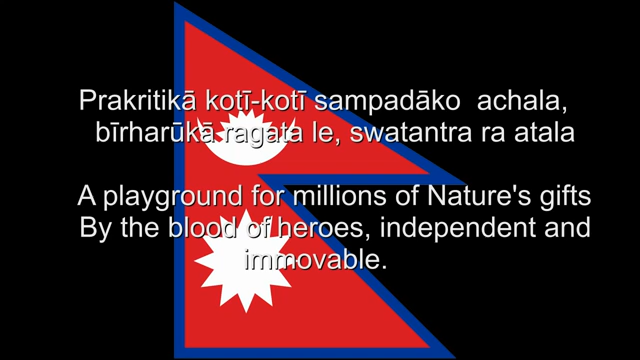 Prakritikā kotī-kotī sampadāko achala,
bīrharūkā ragata le, swatantra ra atala
A playground for millions of Nature's gifts
By the blood of heroes, independent and
immovable.